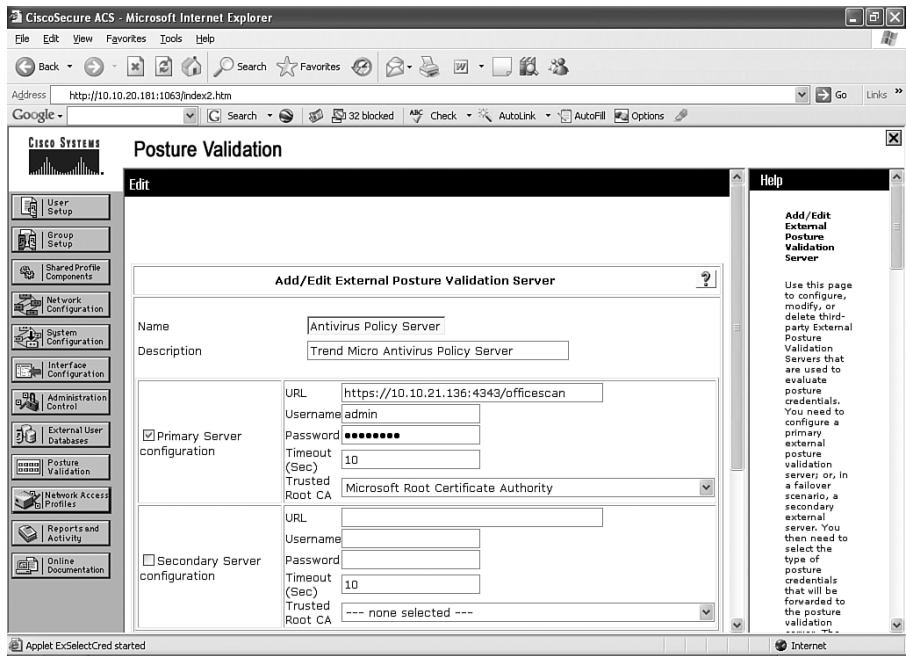 CiscoSecure ACS - Microsoft Internet Explorer
File Edit View Favorites Tools Help
Back Search Favorites
Address http://10.10.20.181:1063/index2.htm Go Links »
Google - G Search 32 blocked ABC Check AutoLink AutoFill Options
CISCO SYSTEMS
Posture Validation
User
Setup
Group
Setup
Shared Profile
Components
Network
Configuration
System
Configuration
Interface
Configuration
Administration
Control
External User
Databases
Posture
Validation
Network Access
Profiles
Reports and
Activity
Online
Documentation
Edit
Add/Edit External Posture Validation Server ?
Name Antivirus Policy Server
Description Trend Micro Antivirus Policy Server
Primary Server
configuration
URL https://10.10.21.136:4343/officescan
Username admin
Password ●●●●●●●●
Timeout
(Sec) 10
Trusted
Root CA Microsoft Root Certificate Authority
Secondary Server
configuration
URL
Username
Password
Timeout
(Sec) 10
Trusted
Root CA --- none selected ---
Help
Add/Edit
External
Posture
Validation
Server
Use this page
to configure,
modify, or
delete third-
party External
Posture
Validation
Servers that
are used to
evaluate
posture
credentials.
You need to
configure a
primary
external
posture
validation
server; or, in
a failover
scenario, a
secondary
external
server. You
then need to
select the
type of
posture
credentials
that will be
forwarded to
the posture
validation
Applet ExSelectCred started Internet